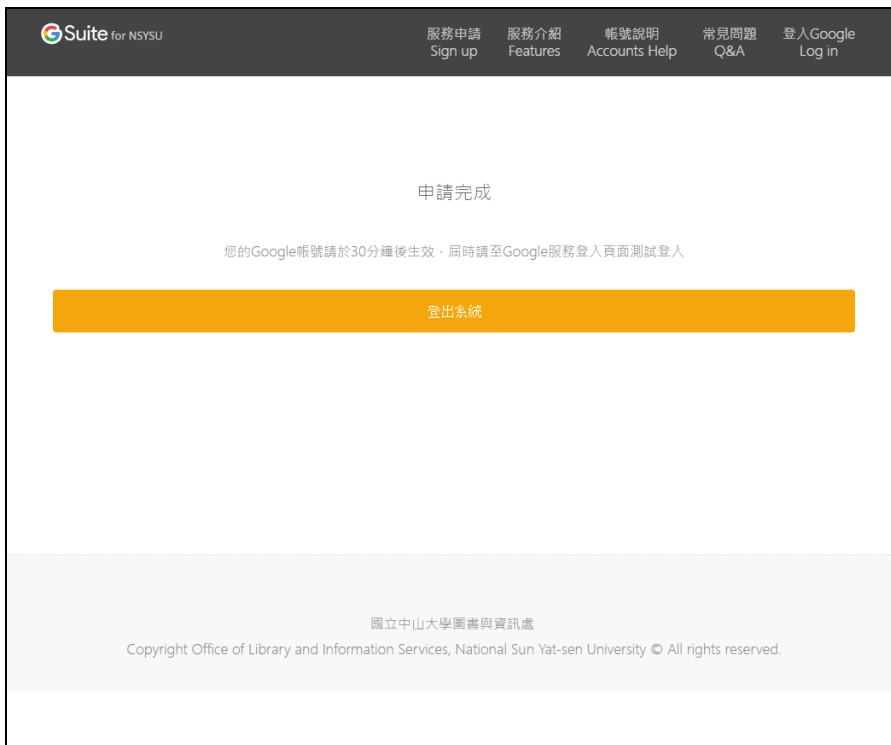 G Suite for NSYSU
服務申請 服務介紹 帳號說明 常見問題 登入Google
Sign up Features Accounts Help Q&A Log in
申請完成
您的Google帳號請於30分鐘後生效，屆時請至Google服務登入頁面測試登入
登出系統
國立中山大學圖書與資訊處
Copyright Office of Library and Information Services, National Sun Yat-sen University © All rights reserved.